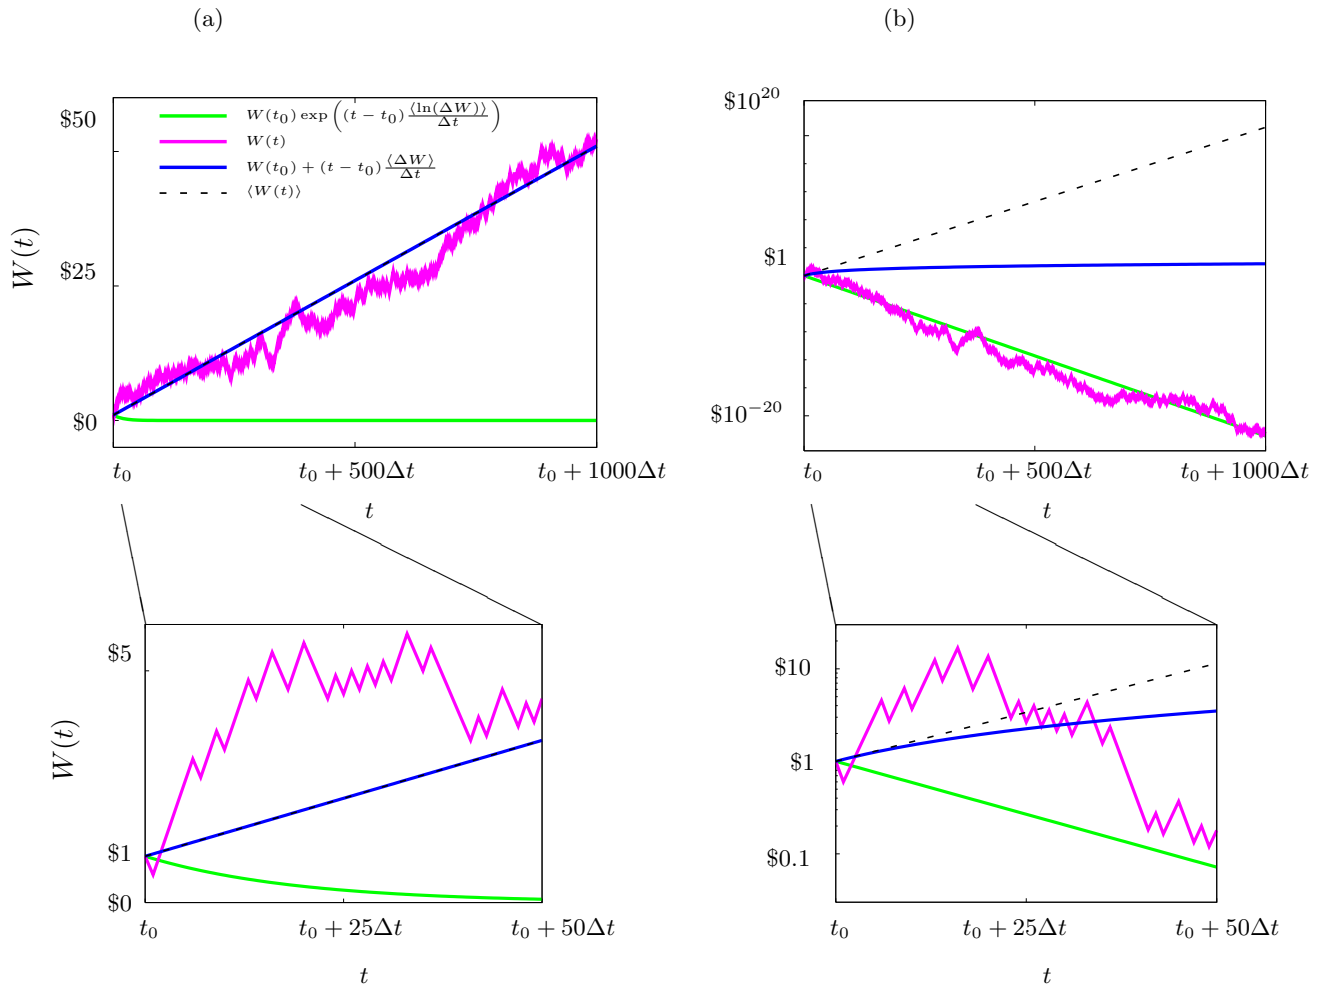 (a)
(b)
$50
$25
$0
W(t)
W(t₀) exp((t − t₀) ⟨ln(ΔW)⟩/Δt)
W(t)
W(t₀) + (t − t₀) ⟨ΔW⟩/Δt
⟨W(t)⟩
t₀
t₀ + 500Δt
t₀ + 1000Δt
t
$10²⁰
$1
$10⁻²⁰
t₀
t₀ + 500Δt
t₀ + 1000Δt
t
$5
$1
$0
W(t)
t₀
t₀ + 25Δt
t₀ + 50Δt
t
$10
$1
$0.1
t₀
t₀ + 25Δt
t₀ + 50Δt
t